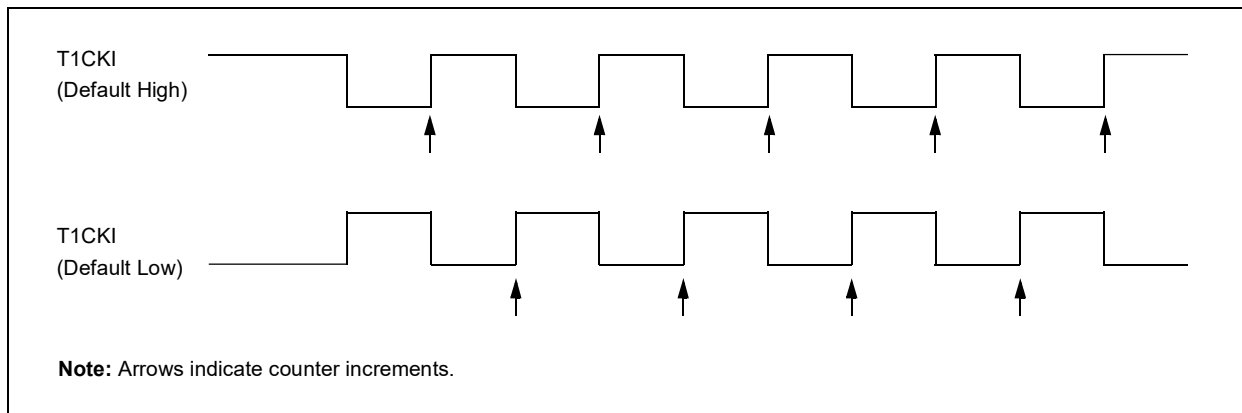 T1CKI
(Default High)
T1CKI
(Default Low)
Note: Arrows indicate counter increments.